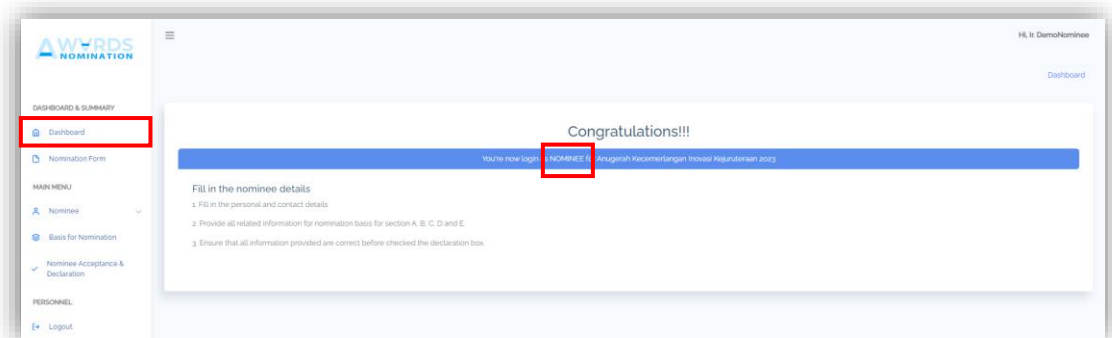 AWARDS
NOMINATION
Hi, Ir. DemoNominee
Dashboard
DASHBOARD & SUMMARY
Dashboard
Nomination Form
MAIN MENU
Nominee
Basis for Nomination
Nominee Acceptance &
Declaration
PERSONNEL
Logout
Congratulations!!!
You're now login as NOMINEE for Anugerah Kecemerlangan Inovasi Kejuruteraan 2023
Fill in the nominee details
1. Fill in the personal and contact details
2. Provide all related information for nomination basis for section A, B, C, D and E.
3. Ensure that all information provided are correct before checked the declaration box.